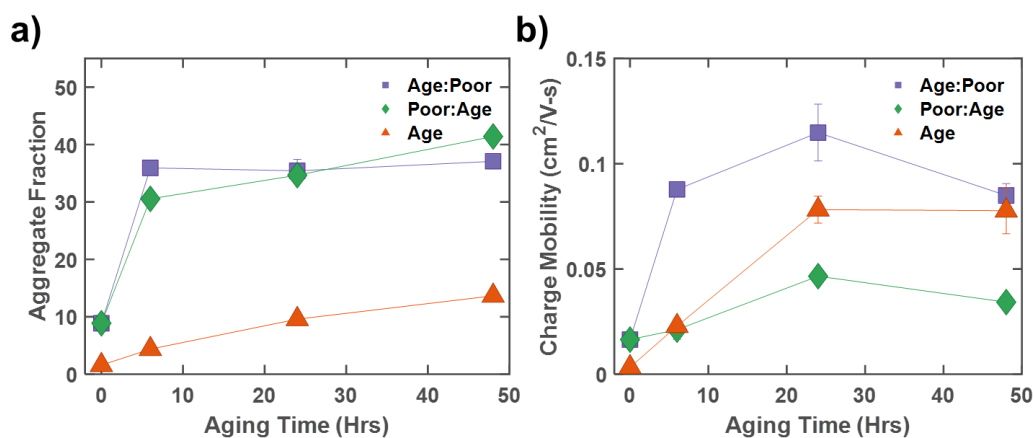 a)
Aggregate Fraction
50
40
30
20
10
0
Age:Poor
Poor:Age
Age
0 10 20 30 40 50
Aging Time (Hrs)
b)
Charge Mobility (cm²/V-s)
0.15
0.1
0.05
0
Age:Poor
Poor:Age
Age
0 10 20 30 40 50
Aging Time (Hrs)